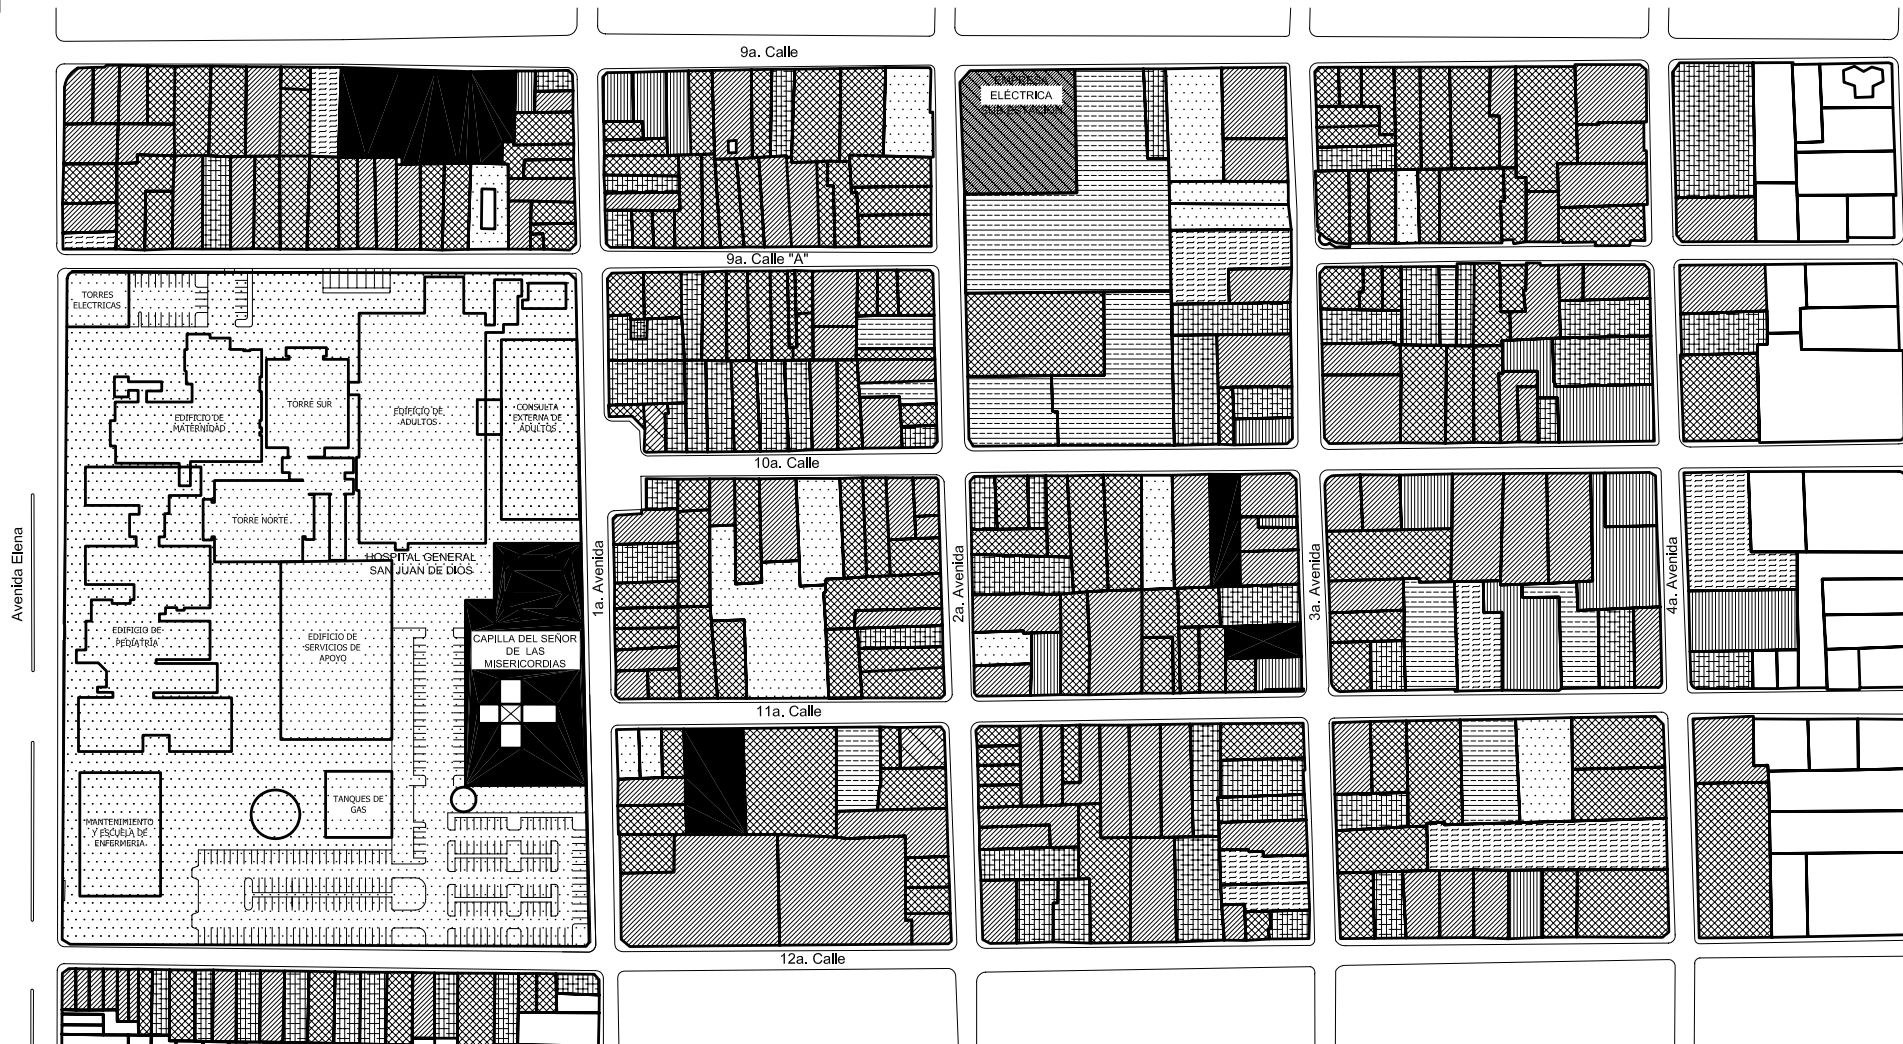 9a. Calle
EMPRESA
ELÉCTRICA
9a. Calle "A"
TORRES
ELECTRICAS
EDIFICIO DE
MATERNIDAD
TORRE SUR
EDIFICIO DE
ADULTOS
CONSULTA
EXTERNA DE
ADULTOS
10a. Calle
TORRE NORTE
HOSPITAL GENERAL
SAN JUAN DE DIOS
Avenida Elena
1a. Avenida
2a. Avenida
3a. Avenida
4a. Avenida
EDIFICIO DE
PEDIATRÍA
EDIFICIO DE
SERVICIOS DE
APOYO
CAPILLA DEL SEÑOR
DE LAS
MISERICORDIAS
11a. Calle
TANQUES DE
GAS
MANTENIMIENTO
Y ESCUELA DE
ENFERMERIA
12a. Calle